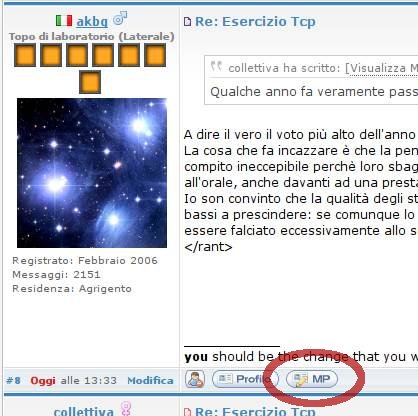 akbg
Topo di laboratorio (Laterale)
Registrato: Febbraio 2006
Messaggi: 2151
Residenza: Agrigento
Re: Esercizio Tcp
collettiva ha scritto: [Visualizza M
Qualche anno fa veramente pass
A dire il vero il voto più alto dell'anno
La cosa che fa incazzare è che la pen
compito ineccepibile perchè loro sbag
all'orale, anche davanti ad una presta
Io son convinto che la qualità degli st
bassi a prescindere: se comunque lo
essere falciato eccessivamente allo s
</rant>
you should be the change that you w
#8 Oggi alle 13:33 Modifica
Profilo MP
collettiva
Re: Esercizio Tcp